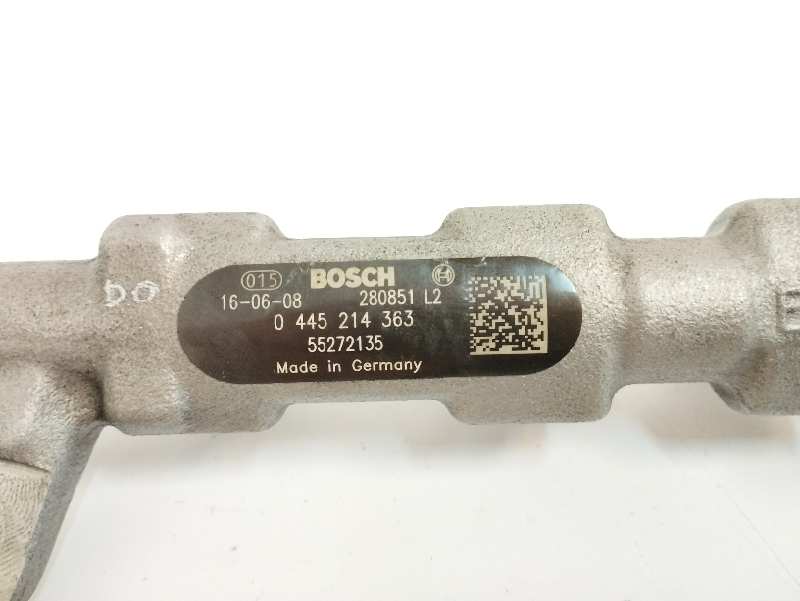 015 BOSCH
16-06-08 280851 L2
0 445 214 363
55272135
Made in Germany